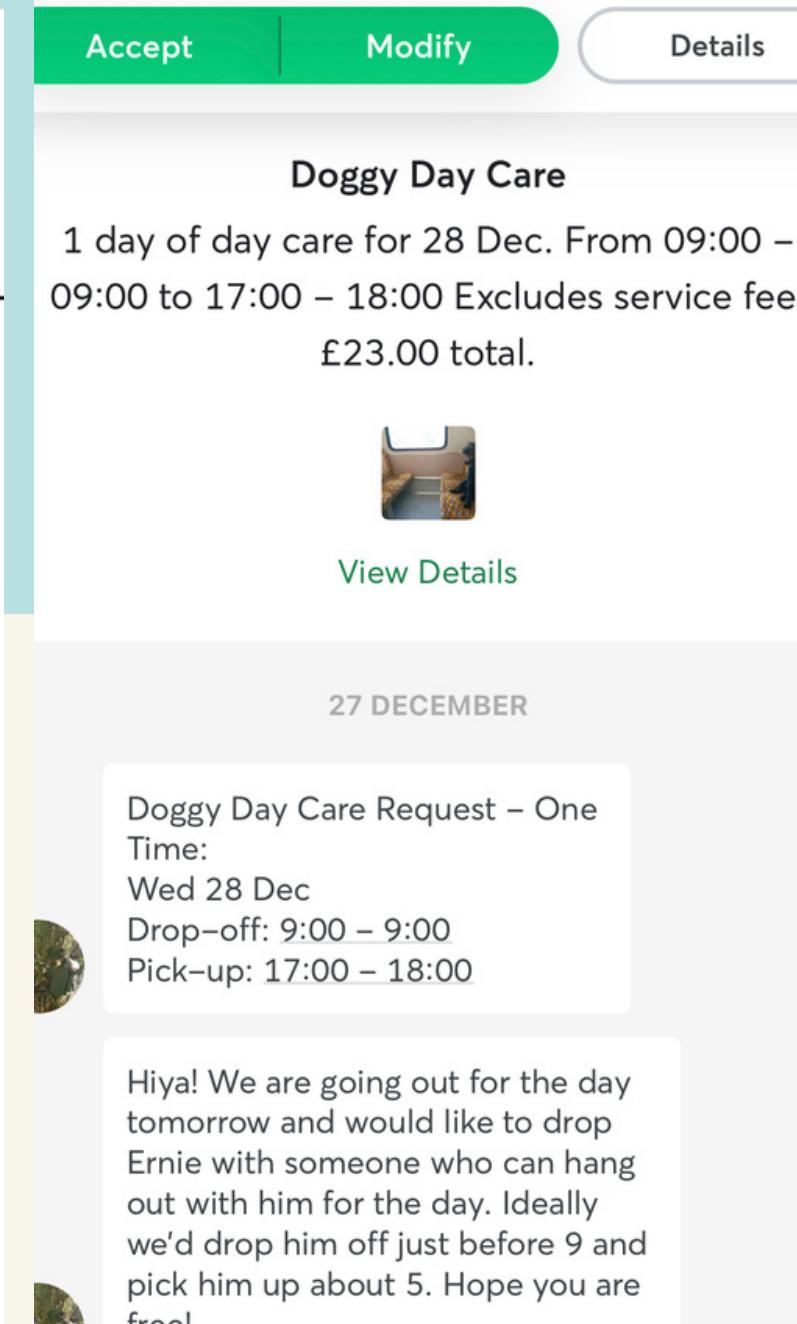 Accept Modify Details
Doggy Day Care
1 day of day care for 28 Dec. From 09:00 –
09:00 to 17:00 – 18:00 Excludes service fee
£23.00 total.
View Details
27 DECEMBER
Doggy Day Care Request – One
Time:
Wed 28 Dec
Drop–off: 9:00 – 9:00
Pick–up: 17:00 – 18:00
Hiya! We are going out for the day
tomorrow and would like to drop
Ernie with someone who can hang
out with him for the day. Ideally
we'd drop him off just before 9 and
pick him up about 5. Hope you are
free!